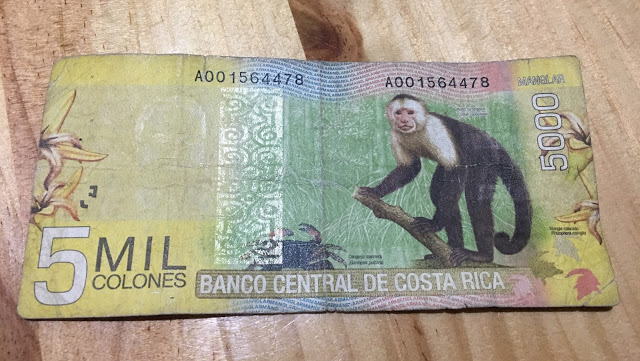 A001564478
A001564478
MANGLAR
5000
5 MIL
COLONES
BANCO CENTRAL DE COSTA RICA